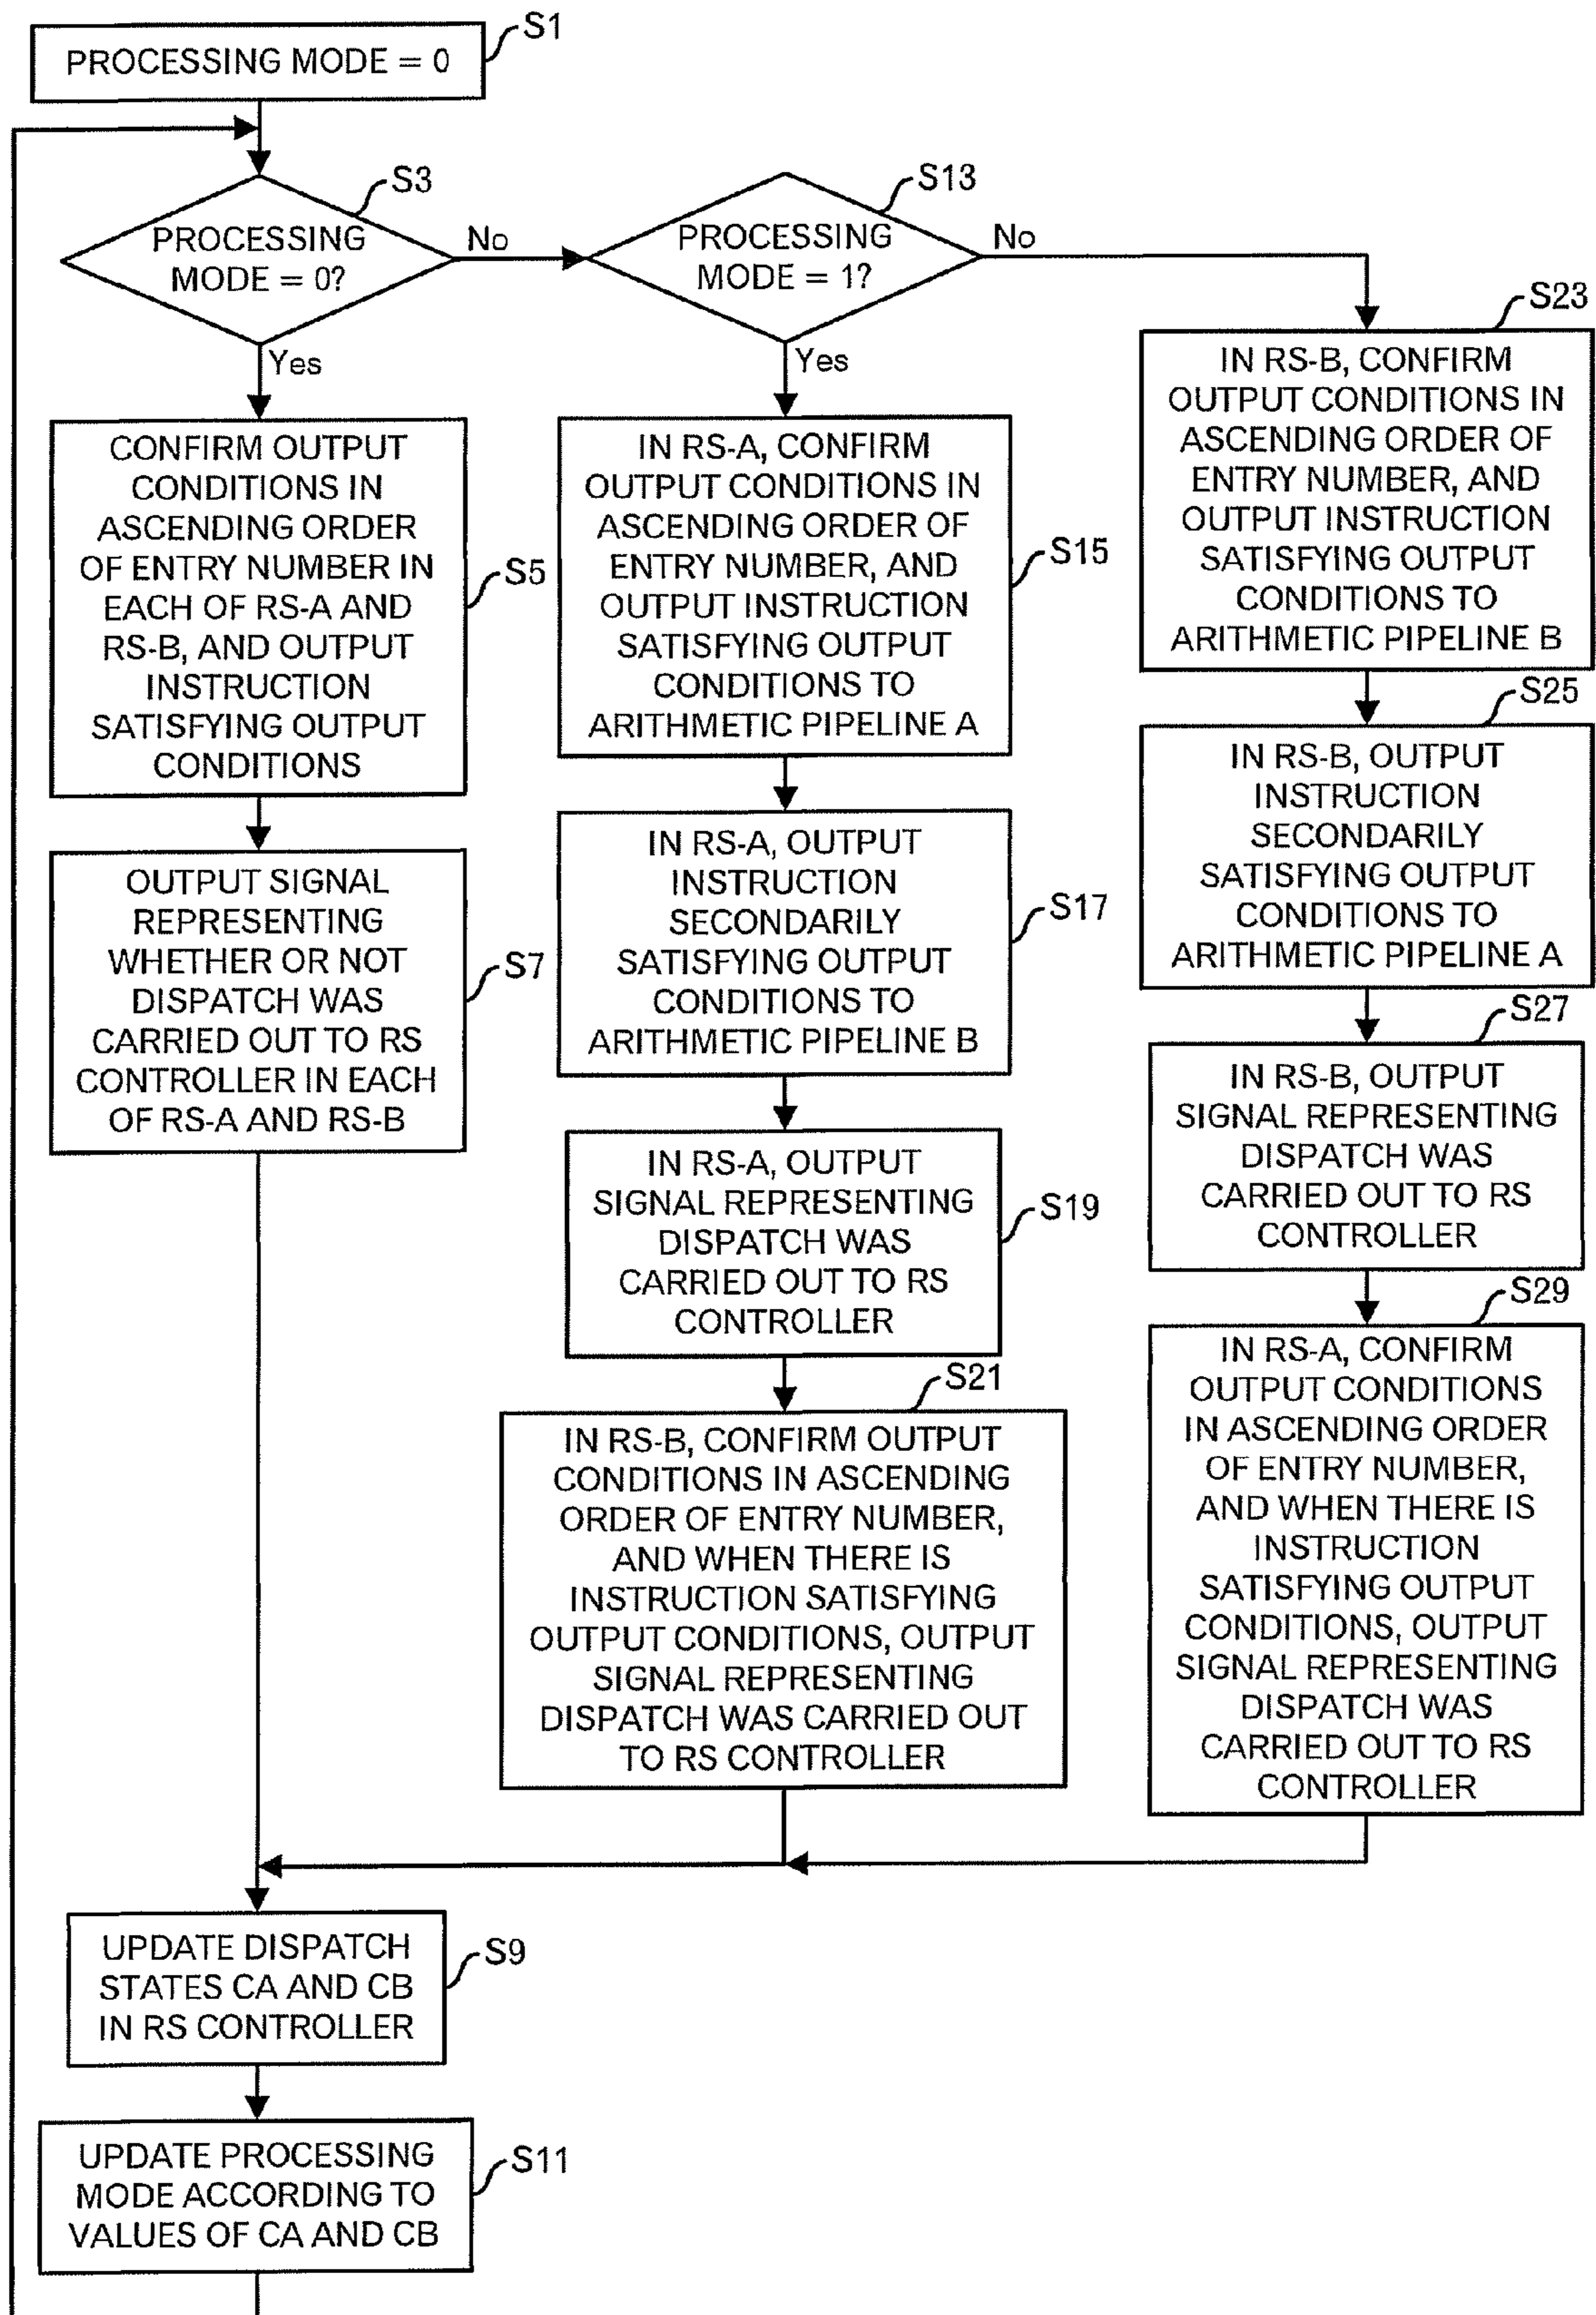 S1
PROCESSING MODE = 0
S3
PROCESSING
MODE = 0?
No
Yes
S13
PROCESSING
MODE = 1?
No
Yes
CONFIRM OUTPUT
CONDITIONS IN
ASCENDING ORDER
OF ENTRY NUMBER IN
EACH OF RS-A AND
RS-B, AND OUTPUT
INSTRUCTION
SATISFYING OUTPUT
CONDITIONS
S5
OUTPUT SIGNAL
REPRESENTING
WHETHER OR NOT
DISPATCH WAS
CARRIED OUT TO RS
CONTROLLER IN EACH
OF RS-A AND RS-B
S7
IN RS-A, CONFIRM
OUTPUT CONDITIONS IN
ASCENDING ORDER OF
ENTRY NUMBER, AND
OUTPUT INSTRUCTION
SATISFYING OUTPUT
CONDITIONS TO
ARITHMETIC PIPELINE A
S15
IN RS-A, OUTPUT
INSTRUCTION
SECONDARILY
SATISFYING OUTPUT
CONDITIONS TO
ARITHMETIC PIPELINE B
S17
IN RS-A, OUTPUT
SIGNAL REPRESENTING
DISPATCH WAS
CARRIED OUT TO RS
CONTROLLER
S19
S21
IN RS-B, CONFIRM OUTPUT
CONDITIONS IN ASCENDING
ORDER OF ENTRY NUMBER,
AND WHEN THERE IS
INSTRUCTION SATISFYING
OUTPUT CONDITIONS, OUTPUT
SIGNAL REPRESENTING
DISPATCH WAS CARRIED OUT
TO RS CONTROLLER
S23
IN RS-B, CONFIRM
OUTPUT CONDITIONS IN
ASCENDING ORDER OF
ENTRY NUMBER, AND
OUTPUT INSTRUCTION
SATISFYING OUTPUT
CONDITIONS TO
ARITHMETIC PIPELINE B
S25
IN RS-B, OUTPUT
INSTRUCTION
SECONDARILY
SATISFYING OUTPUT
CONDITIONS TO
ARITHMETIC PIPELINE A
S27
IN RS-B, OUTPUT
SIGNAL REPRESENTING
DISPATCH WAS
CARRIED OUT TO RS
CONTROLLER
S29
IN RS-A, CONFIRM
OUTPUT CONDITIONS
IN ASCENDING ORDER
OF ENTRY NUMBER,
AND WHEN THERE IS
INSTRUCTION
SATISFYING OUTPUT
CONDITIONS, OUTPUT
SIGNAL REPRESENTING
DISPATCH WAS
CARRIED OUT TO RS
CONTROLLER
UPDATE DISPATCH
STATES CA AND CB
IN RS CONTROLLER
S9
UPDATE PROCESSING
MODE ACCORDING TO
VALUES OF CA AND CB
S11